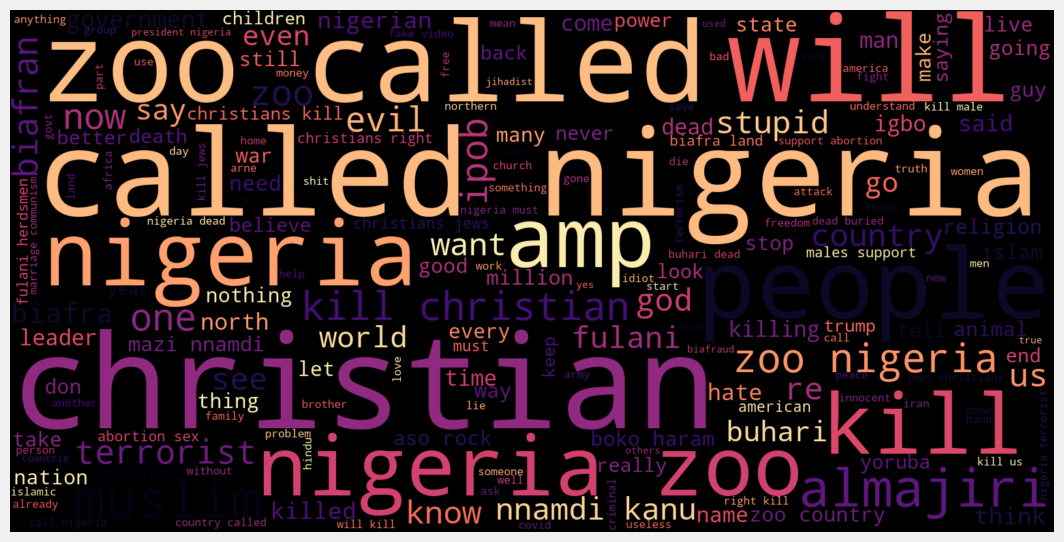 government children nigerian come power state live
anything group president nigeria fake video mean used
zoo called will
biafran part use money even still back free jihadist bad america fight man make saying going guy
zoo
now say christians kill evil northern save understand kill male
better death home christians right many never dead stupid igbo said
war biafra land support abortion
called nigeria
govt day arne kill jews need shit ipob church something gone die truth women attack go
land africa nigeria dead believe christians jews nigeria must freedom dead buried thank
nigeria amp want stop country religion
fulani herdsmen marriage communism year help good work million idiot look buhari dead males support islam men
nothing yes start terrorism people new
biafra one north kill christian god
leader mazi nnamdi world every fulani killing tell animal trump call true
must biafraud
don see let love keep time army way zoo nigeria end us
another thing family brother lie hate re peace innocent iran
christian american done hand kill
take person abortion sex problem aso rock boko haram buhari
countrie terrorist hindum without nigeria zoo someone well ask others really yoruba kill us
nation islamic already muslim almajiri
call nigeria country called killed will kill know nnamdi kanu covid criminal useless name right kill zoo country think
nigeria terrorist